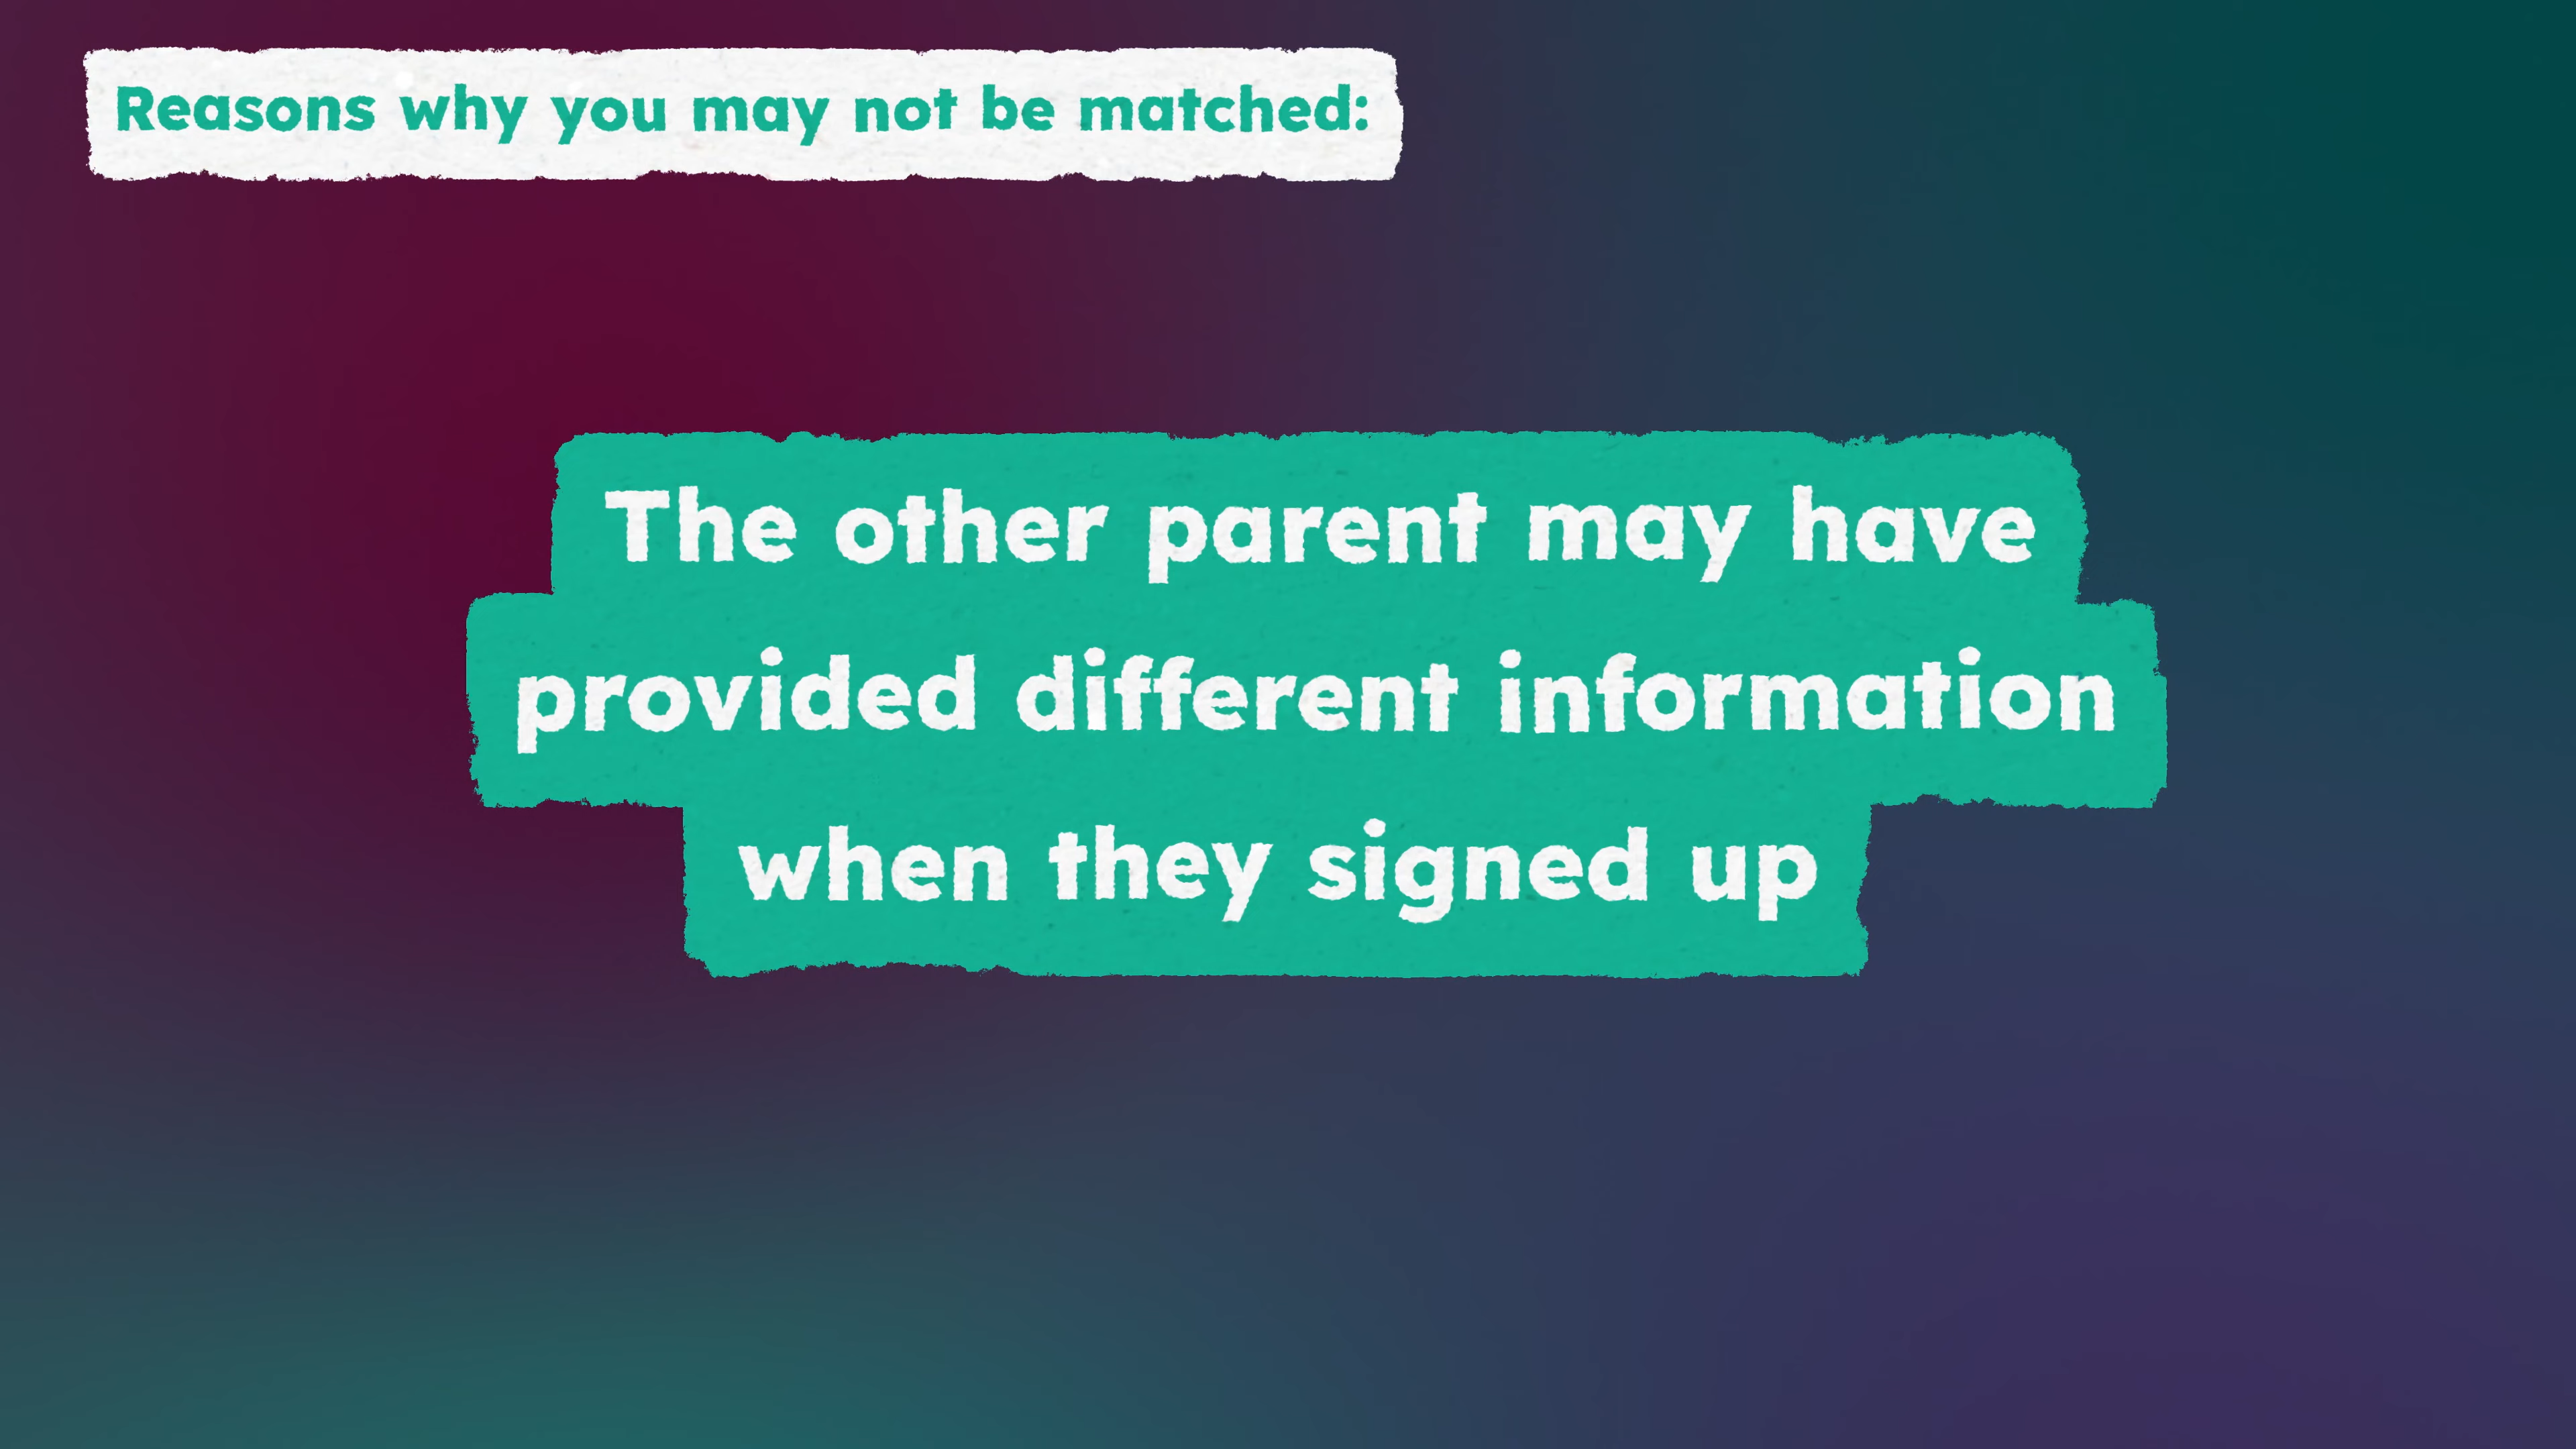 Reasons why you may not be matched:
The other parent may have
provided different information
when they signed up